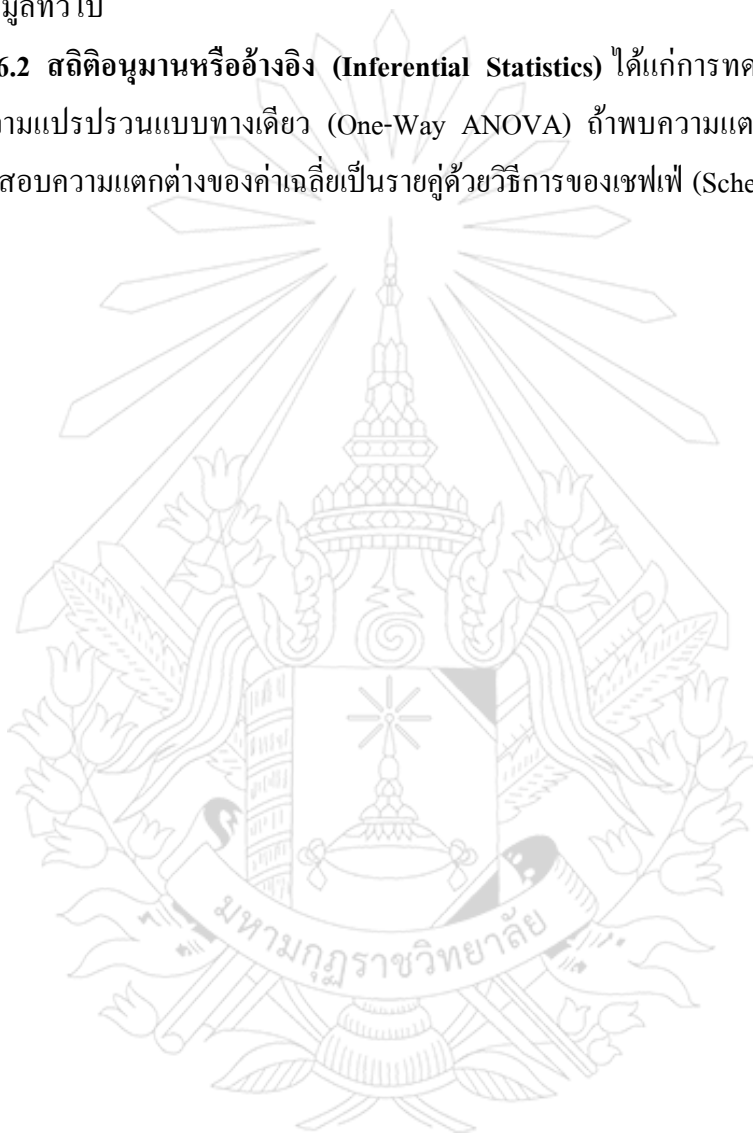 มูลทั่วไป
6.2 สถิติอนุมานหรืออ้างอิง (Inferential Statistics) ได้แก่การทด
ามแปรปรวนแบบทางเดียว (One-Way ANOVA) ถ้าพบความแต
สอบความแตกต่างของค่าเฉลี่ยเป็นรายคู่ด้วยวิธีการของเชฟเฟ่ (Sche
มหามกุฏราชวิทยาลัย